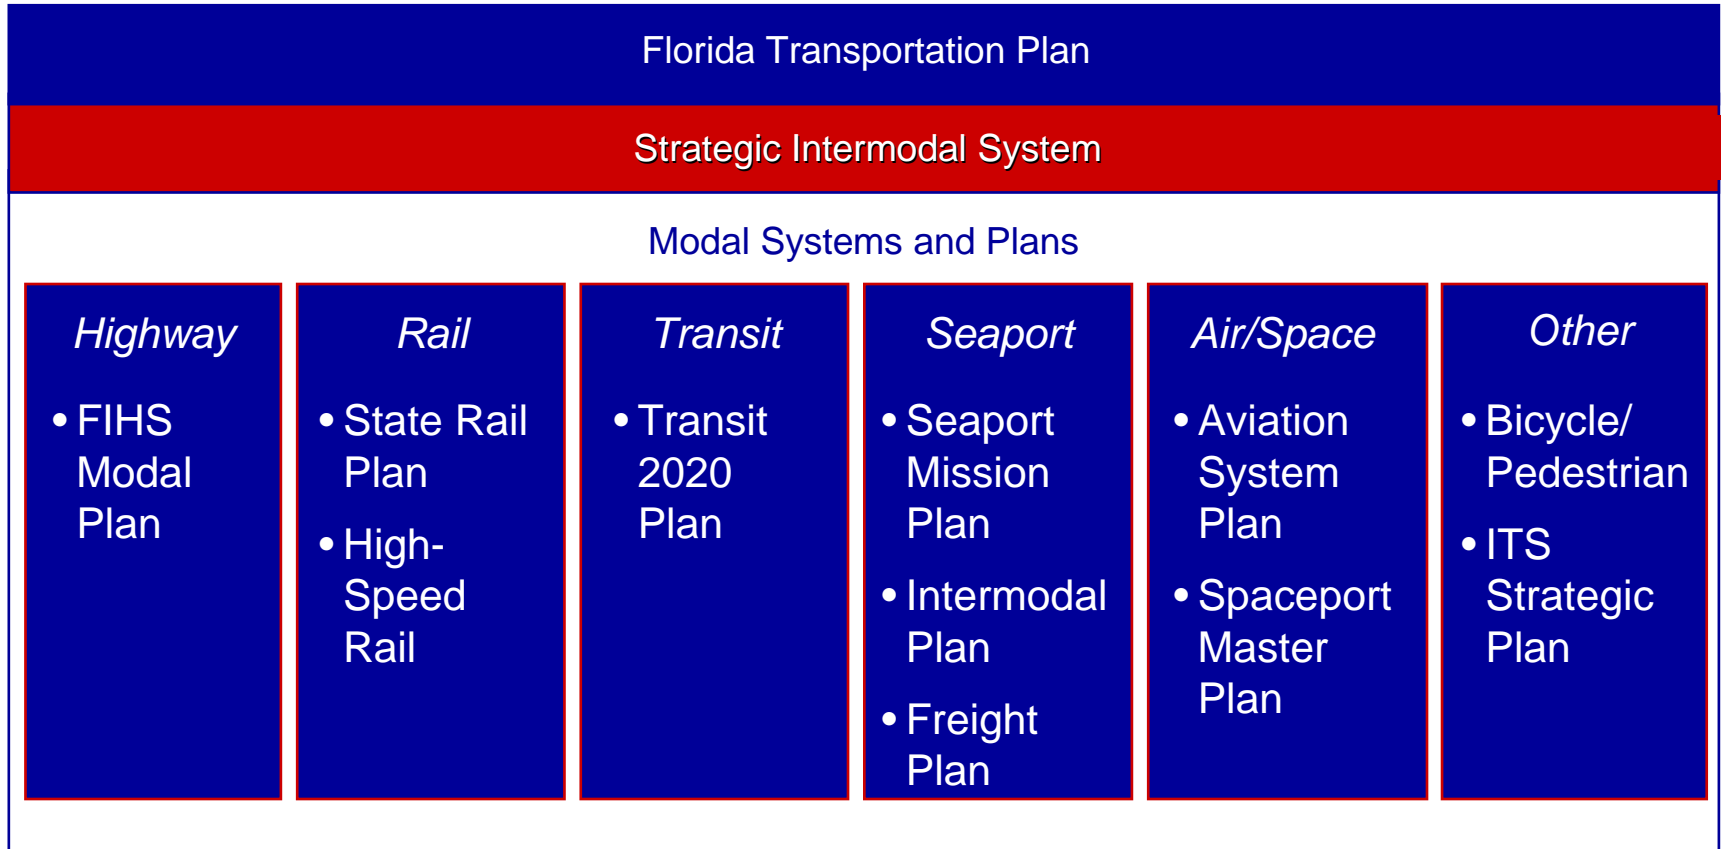 Florida Transportation Plan
Strategic Intermodal System
Modal Systems and Plans
Highway
• FIHS
Modal
Plan
Rail
• State Rail
Plan
• High-
Speed
Rail
Transit
• Transit
2020
Plan
Seaport
• Seaport
Mission
Plan
• Intermodal
Plan
• Freight
Plan
Air/Space
• Aviation
System
Plan
• Spaceport
Master
Plan
Other
• Bicycle/
Pedestrian
• ITS
Strategic
Plan